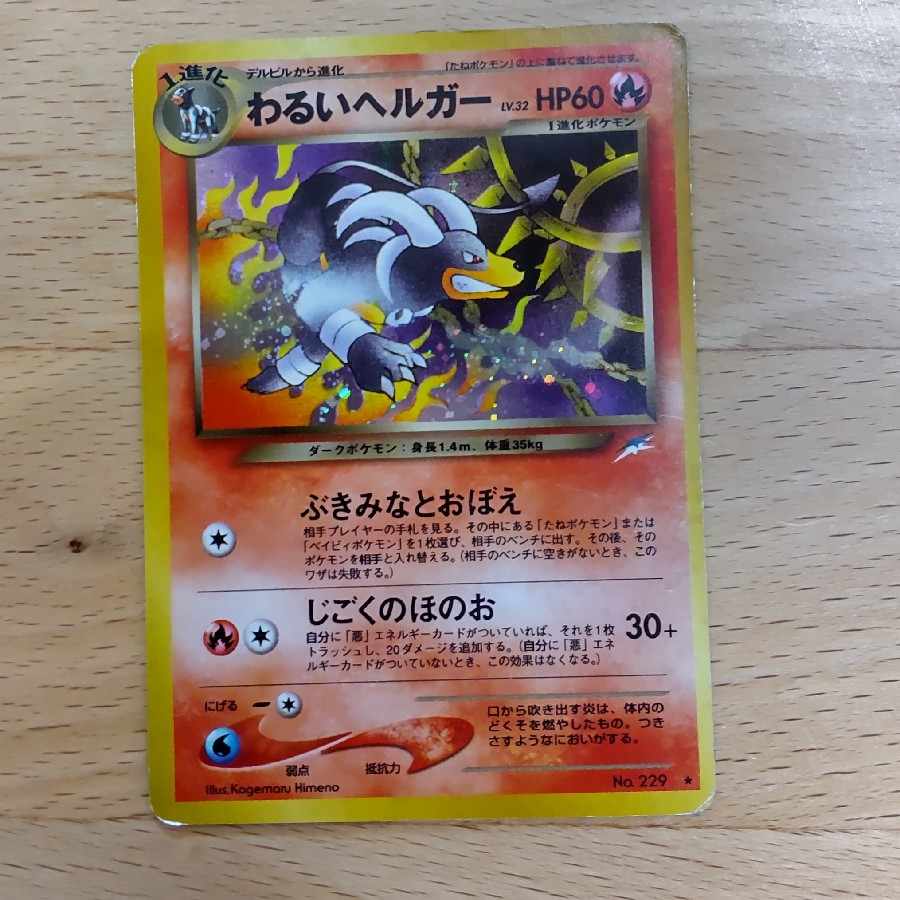 1進化
デルビルから進化
「たねポケモン」の上に重ねて進化させます。
わるいヘルガー LV.32 HP60
1進化ポケモン
ダークポケモン：身長1.4m、体重35kg
ぶきみなとおぼえ
相手プレイヤーの手札を見る。その中にある「たねポケモン」または
「ベイビィポケモン」を1枚選び、相手のベンチに出す。その後、その
ポケモンを相手と入れ替える。（相手のベンチに空きがないとき、この
ワザは失敗する。）
じごくのほのお
自分に「悪」エネルギーカードがついていれば、それを1枚
トラッシュし、20ダメージを追加する。（自分に「悪」エネ
ルギーカードがついていないとき、この効果はなくなる。）
30+
にげる
弱点
抵抗力
口から吹き出す炎は、体内の
どくそを燃やしたもの。つき
さすようなにおいがする。
Illus.Kagemaru Himeno
No. 229 ★